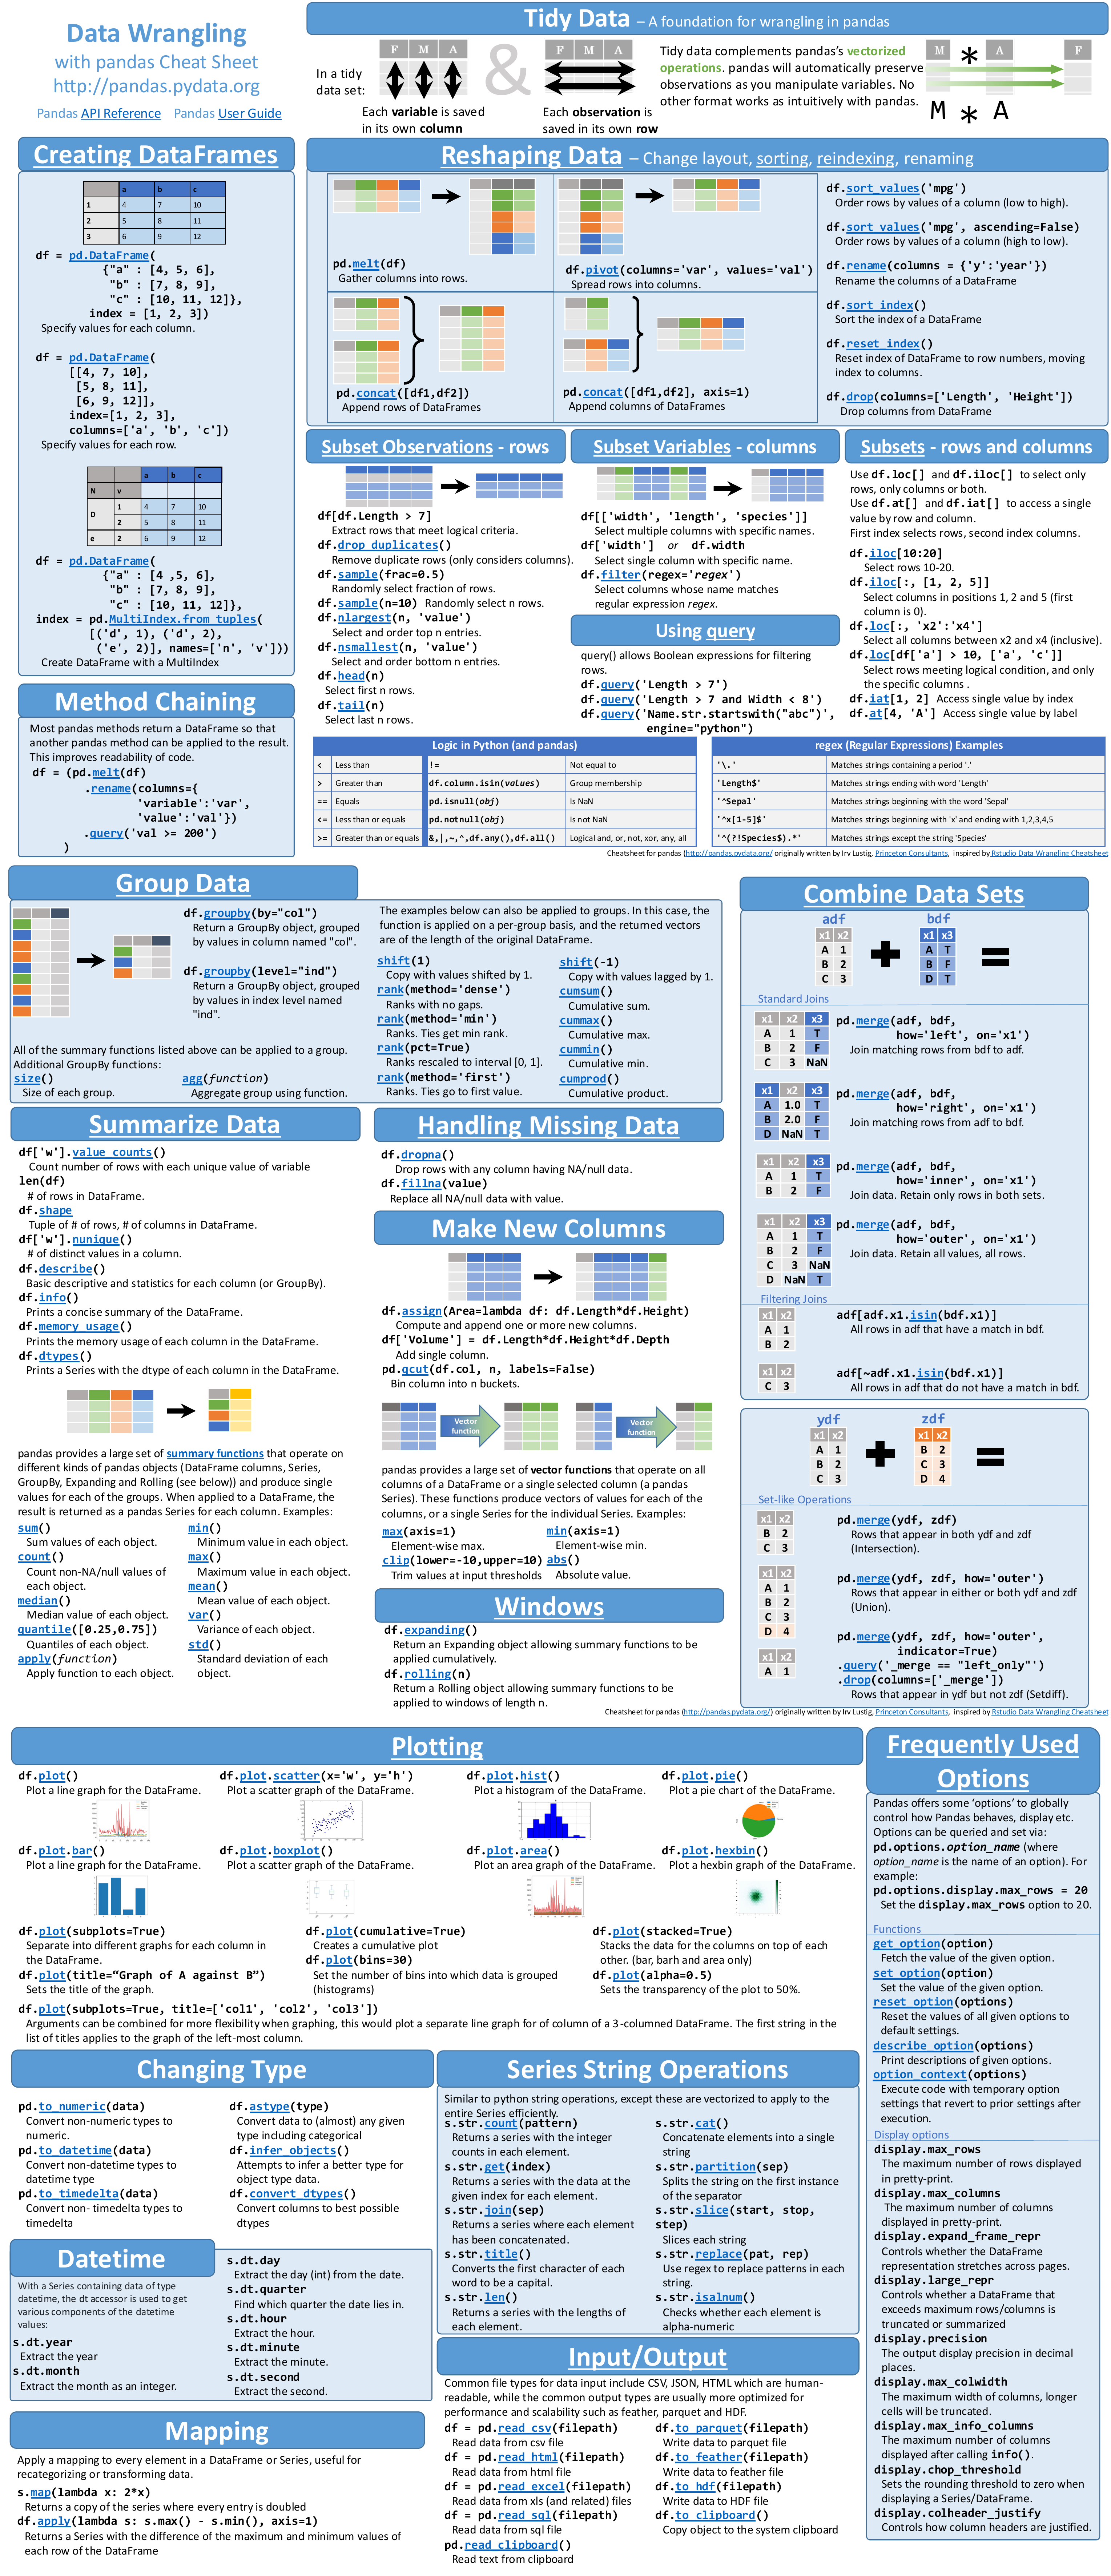 Data Wrangling
with pandas Cheat Sheet
http://pandas.pydata.org
Pandas API Reference Pandas User Guide
Tidy Data – A foundation for wrangling in pandas
In a tidy
data set:
F M A
&
F M A
Each variable is saved
in its own column
Each observation is
saved in its own row
Tidy data complements pandas's vectorized
operations. pandas will automatically preserve
observations as you manipulate variables. No
other format works as intuitively with pandas.
M * A F
M * A
Creating DataFrames
a b c
1 4 7 10
2 5 8 11
3 6 9 12
df = pd.DataFrame(
{"a" : [4, 5, 6],
"b" : [7, 8, 9],
"c" : [10, 11, 12]},
index = [1, 2, 3])
Specify values for each column.
df = pd.DataFrame(
[[4, 7, 10],
[5, 8, 11],
[6, 9, 12]],
index=[1, 2, 3],
columns=['a', 'b', 'c'])
Specify values for each row.
a b c
N v
D 1 4 7 10
2 5 8 11
e 2 6 9 12
df = pd.DataFrame(
{"a" : [4 ,5, 6],
"b" : [7, 8, 9],
"c" : [10, 11, 12]},
index = pd.MultiIndex.from_tuples(
[('d', 1), ('d', 2),
('e', 2)], names=['n', 'v']))
Create DataFrame with a MultiIndex
Method Chaining
Most pandas methods return a DataFrame so that
another pandas method can be applied to the result.
This improves readability of code.
df = (pd.melt(df)
.rename(columns={
'variable':'var',
'value':'val'})
.query('val >= 200')
)
Reshaping Data – Change layout, sorting, reindexing, renaming
pd.melt(df)
Gather columns into rows.
df.pivot(columns='var', values='val')
Spread rows into columns.
pd.concat([df1,df2])
Append rows of DataFrames
pd.concat([df1,df2], axis=1)
Append columns of DataFrames
df.sort_values('mpg')
Order rows by values of a column (low to high).
df.sort_values('mpg', ascending=False)
Order rows by values of a column (high to low).
df.rename(columns = {'y':'year'})
Rename the columns of a DataFrame
df.sort_index()
Sort the index of a DataFrame
df.reset_index()
Reset index of DataFrame to row numbers, moving
index to columns.
df.drop(columns=['Length', 'Height'])
Drop columns from DataFrame
Subset Observations - rows
df[df.Length > 7]
Extract rows that meet logical criteria.
df.drop_duplicates()
Remove duplicate rows (only considers columns).
df.sample(frac=0.5)
Randomly select fraction of rows.
df.sample(n=10) Randomly select n rows.
df.nlargest(n, 'value')
Select and order top n entries.
df.nsmallest(n, 'value')
Select and order bottom n entries.
df.head(n)
Select first n rows.
df.tail(n)
Select last n rows.
Subset Variables - columns
df[['width', 'length', 'species']]
Select multiple columns with specific names.
df['width'] or df.width
Select single column with specific name.
df.filter(regex='regex')
Select columns whose name matches
regular expression regex.
Using query
query() allows Boolean expressions for filtering
rows.
df.query('Length > 7')
df.query('Length > 7 and Width < 8')
df.query('Name.str.startswith("abc")',
engine="python")
Subsets - rows and columns
Use df.loc[] and df.iloc[] to select only
rows, only columns or both.
Use df.at[] and df.iat[] to access a single
value by row and column.
First index selects rows, second index columns.
df.iloc[10:20]
Select rows 10-20.
df.iloc[:, [1, 2, 5]]
Select columns in positions 1, 2 and 5 (first
column is 0).
df.loc[:, 'x2':'x4']
Select all columns between x2 and x4 (inclusive).
df.loc[df['a'] > 10, ['a', 'c']]
Select rows meeting logical condition, and only
the specific columns .
df.iat[1, 2] Access single value by index
df.at[4, 'A'] Access single value by label
Logic in Python (and pandas)
< Less than != Not equal to
> Greater than df.column.isin(values) Group membership
== Equals pd.isnull(obj) Is NaN
<= Less than or equals pd.notnull(obj) Is not NaN
>= Greater than or equals &,|,~,^,df.any(),df.all() Logical and, or, not, xor, any, all
regex (Regular Expressions) Examples
'\.' Matches strings containing a period '.'
'Length$' Matches strings ending with word 'Length'
'^Sepal' Matches strings beginning with the word 'Sepal'
'^x[1-5]$' Matches strings beginning with 'x' and ending with 1,2,3,4,5
'^(?!Species$).*' Matches strings except the string 'Species'
Cheatsheet for pandas (http://pandas.pydata.org/ originally written by Irv Lustig, Princeton Consultants, inspired by Rstudio Data Wrangling Cheatsheet
Group Data
df.groupby(by="col")
Return a GroupBy object, grouped
by values in column named "col".
df.groupby(level="ind")
Return a GroupBy object, grouped
by values in index level named
"ind".
All of the summary functions listed above can be applied to a group.
Additional GroupBy functions:
size()
Size of each group.
agg(function)
Aggregate group using function.
The examples below can also be applied to groups. In this case, the
function is applied on a per-group basis, and the returned vectors
are of the length of the original DataFrame.
shift(1)
Copy with values shifted by 1.
rank(method='dense')
Ranks with no gaps.
rank(method='min')
Ranks. Ties get min rank.
rank(pct=True)
Ranks rescaled to interval [0, 1].
rank(method='first')
Ranks. Ties go to first value.
shift(-1)
Copy with values lagged by 1.
cumsum()
Cumulative sum.
cummax()
Cumulative max.
cummin()
Cumulative min.
cumprod()
Cumulative product.
Summarize Data
df['w'].value_counts()
Count number of rows with each unique value of variable
len(df)
# of rows in DataFrame.
df.shape
Tuple of # of rows, # of columns in DataFrame.
df['w'].nunique()
# of distinct values in a column.
df.describe()
Basic descriptive and statistics for each column (or GroupBy).
df.info()
Prints a concise summary of the DataFrame.
df.memory_usage()
Prints the memory usage of each column in the DataFrame.
df.dtypes()
Prints a Series with the dtype of each column in the DataFrame.
pandas provides a large set of summary functions that operate on
different kinds of pandas objects (DataFrame columns, Series,
GroupBy, Expanding and Rolling (see below)) and produce single
values for each of the groups. When applied to a DataFrame, the
result is returned as a pandas Series for each column. Examples:
sum()
Sum values of each object.
count()
Count non-NA/null values of
each object.
median()
Median value of each object.
quantile([0.25,0.75])
Quantiles of each object.
apply(function)
Apply function to each object.
min()
Minimum value in each object.
max()
Maximum value in each object.
mean()
Mean value of each object.
var()
Variance of each object.
std()
Standard deviation of each
object.
Handling Missing Data
df.dropna()
Drop rows with any column having NA/null data.
df.fillna(value)
Replace all NA/null data with value.
Make New Columns
df.assign(Area=lambda df: df.Length*df.Height)
Compute and append one or more new columns.
df['Volume'] = df.Length*df.Height*df.Depth
Add single column.
pd.qcut(df.col, n, labels=False)
Bin column into n buckets.
Vector
function
Vector
function
pandas provides a large set of vector functions that operate on all
columns of a DataFrame or a single selected column (a pandas
Series). These functions produce vectors of values for each of the
columns, or a single Series for the individual Series. Examples:
max(axis=1)
Element-wise max.
clip(lower=-10,upper=10)
Trim values at input thresholds
min(axis=1)
Element-wise min.
abs()
Absolute value.
Windows
df.expanding()
Return an Expanding object allowing summary functions to be
applied cumulatively.
df.rolling(n)
Return a Rolling object allowing summary functions to be
applied to windows of length n.
Combine Data Sets
adf bdf
x1 x2
A 1
B 2
C 3
+
x1 x3
A T
B F
D T
=
Standard Joins
x1 x2 x3
A 1 T
B 2 F
C 3 NaN
pd.merge(adf, bdf,
how='left', on='x1')
Join matching rows from bdf to adf.
x1 x2 x3
A 1.0 T
B 2.0 F
D NaN T
pd.merge(adf, bdf,
how='right', on='x1')
Join matching rows from adf to bdf.
x1 x2 x3
A 1 T
B 2 F
pd.merge(adf, bdf,
how='inner', on='x1')
Join data. Retain only rows in both sets.
x1 x2 x3
A 1 T
B 2 F
C 3 NaN
D NaN T
pd.merge(adf, bdf,
how='outer', on='x1')
Join data. Retain all values, all rows.
Filtering Joins
x1 x2
A 1
B 2
adf[adf.x1.isin(bdf.x1)]
All rows in adf that have a match in bdf.
x1 x2
C 3
adf[~adf.x1.isin(bdf.x1)]
All rows in adf that do not have a match in bdf.
ydf zdf
x1 x2
A 1
B 2
C 3
+
x1 x2
B 2
C 3
D 4
=
Set-like Operations
x1 x2
B 2
C 3
pd.merge(ydf, zdf)
Rows that appear in both ydf and zdf
(Intersection).
x1 x2
A 1
B 2
C 3
D 4
pd.merge(ydf, zdf, how='outer')
Rows that appear in either or both ydf and zdf
(Union).
x1 x2
A 1
pd.merge(ydf, zdf, how='outer',
indicator=True)
.query('_merge == "left_only"')
.drop(columns=['_merge'])
Rows that appear in ydf but not zdf (Setdiff).
Cheatsheet for pandas (http://pandas.pydata.org/) originally written by Irv Lustig, Princeton Consultants, inspired by Rstudio Data Wrangling Cheatsheet
Plotting
df.plot()
Plot a line graph for the DataFrame.
df.plot.scatter(x='w', y='h')
Plot a scatter graph of the DataFrame.
df.plot.hist()
Plot a histogram of the DataFrame.
df.plot.pie()
Plot a pie chart of the DataFrame.
df.plot.bar()
Plot a line graph for the DataFrame.
df.plot.boxplot()
Plot a scatter graph of the DataFrame.
df.plot.area()
Plot an area graph of the DataFrame.
df.plot.hexbin()
Plot a hexbin graph of the DataFrame.
df.plot(subplots=True)
Separate into different graphs for each column in
the DataFrame.
df.plot(title=“Graph of A against B”)
Sets the title of the graph.
df.plot(cumulative=True)
Creates a cumulative plot
df.plot(bins=30)
Set the number of bins into which data is grouped
(histograms)
df.plot(stacked=True)
Stacks the data for the columns on top of each
other. (bar, barh and area only)
df.plot(alpha=0.5)
Sets the transparency of the plot to 50%.
df.plot(subplots=True, title=['col1', 'col2', 'col3'])
Arguments can be combined for more flexibility when graphing, this would plot a separate line graph for of column of a 3-columned DataFrame. The first string in the
list of titles applies to the graph of the left-most column.
Frequently Used
Options
Pandas offers some ‘options’ to globally
control how Pandas behaves, display etc.
Options can be queried and set via:
pd.options.option_name (where
option_name is the name of an option). For
example:
pd.options.display.max_rows = 20
Set the display.max_rows option to 20.
Functions
get_option(option)
Fetch the value of the given option.
set_option(option)
Set the value of the given option.
reset_option(options)
Reset the values of all given options to
default settings.
describe_option(options)
Print descriptions of given options.
option_context(options)
Execute code with temporary option
settings that revert to prior settings after
execution.
Display options
display.max_rows
The maximum number of rows displayed
in pretty-print.
display.max_columns
The maximum number of columns
displayed in pretty-print.
display.expand_frame_repr
Controls whether the DataFrame
representation stretches across pages.
display.large_repr
Controls whether a DataFrame that
exceeds maximum rows/columns is
truncated or summarized
display.precision
The output display precision in decimal
places.
display.max_colwidth
The maximum width of columns, longer
cells will be truncated.
display.max_info_columns
The maximum number of columns
displayed after calling info().
display.chop_threshold
Sets the rounding threshold to zero when
displaying a Series/DataFrame.
display.colheader_justify
Controls how column headers are justified.
Changing Type
pd.to_numeric(data)
Convert non-numeric types to
numeric.
pd.to_datetime(data)
Convert non-datetime types to
datetime type
pd.to_timedelta(data)
Convert non- timedelta types to
timedelta
df.astype(type)
Convert data to (almost) any given
type including categorical
df.infer_objects()
Attempts to infer a better type for
object type data.
df.convert_dtypes()
Convert columns to best possible
dtypes
Datetime
With a Series containing data of type
datetime, the dt accessor is used to get
various components of the datetime
values:
s.dt.year
Extract the year
s.dt.month
Extract the month as an integer.
s.dt.day
Extract the day (int) from the date.
s.dt.quarter
Find which quarter the date lies in.
s.dt.hour
Extract the hour.
s.dt.minute
Extract the minute.
s.dt.second
Extract the second.
Mapping
Apply a mapping to every element in a DataFrame or Series, useful for
recategorizing or transforming data.
s.map(lambda x: 2*x)
Returns a copy of the series where every entry is doubled
df.apply(lambda s: s.max() - s.min(), axis=1)
Returns a Series with the difference of the maximum and minimum values of
each row of the DataFrame
Series String Operations
Similar to python string operations, except these are vectorized to apply to the
entire Series efficiently.
s.str.count(pattern)
Returns a series with the integer
counts in each element.
s.str.get(index)
Returns a series with the data at the
given index for each element.
s.str.join(sep)
Returns a series where each element
has been concatenated.
s.str.title()
Converts the first character of each
word to be a capital.
s.str.len()
Returns a series with the lengths of
each element.
s.str.cat()
Concatenate elements into a single
string
s.str.partition(sep)
Splits the string on the first instance
of the separator
s.str.slice(start, stop,
step)
Slices each string
s.str.replace(pat, rep)
Use regex to replace patterns in each
string.
s.str.isalnum()
Checks whether each element is
alpha-numeric
Input/Output
Common file types for data input include CSV, JSON, HTML which are human-
readable, while the common output types are usually more optimized for
performance and scalability such as feather, parquet and HDF.
df = pd.read_csv(filepath)
Read data from csv file
df = pd.read_html(filepath)
Read data from html file
df = pd.read_excel(filepath)
Read data from xls (and related) files
df = pd.read_sql(filepath)
Read data from sql file
pd.read_clipboard()
Read text from clipboard
df.to_parquet(filepath)
Write data to parquet file
df.to_feather(filepath)
Write data to feather file
df.to_hdf(filepath)
Write data to HDF file
df.to_clipboard()
Copy object to the system clipboard